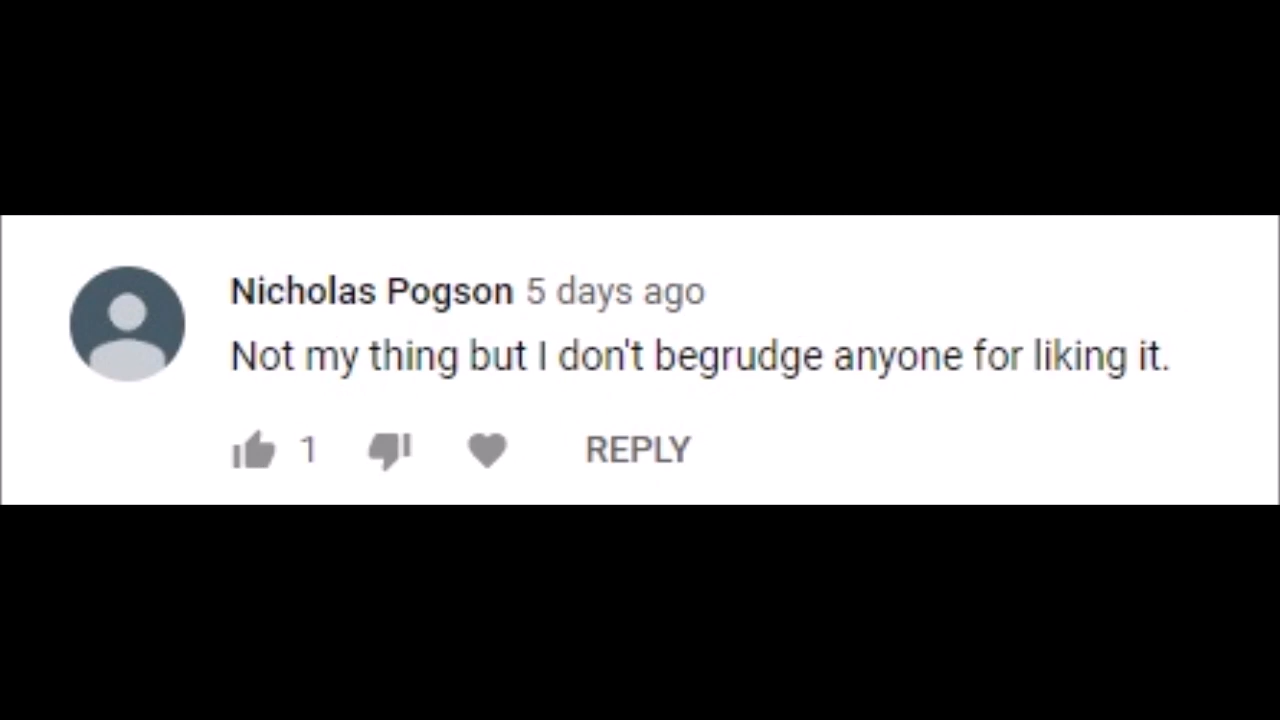 Nicholas Pogson 5 days ago
Not my thing but I don't begrudge anyone for liking it.
1 REPLY